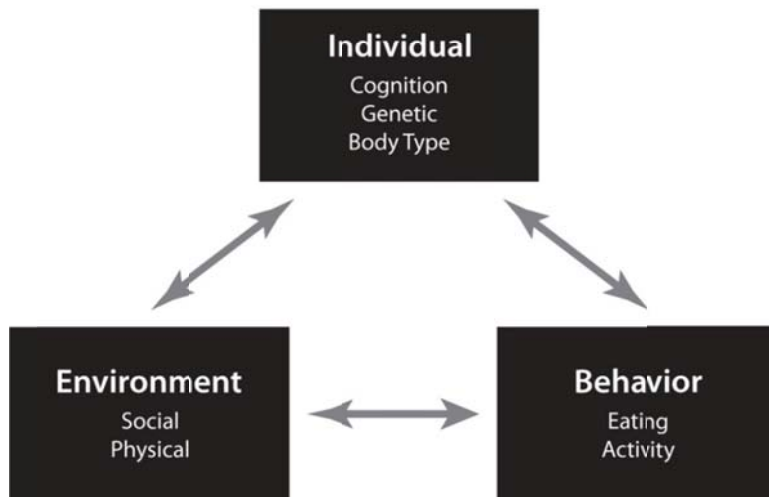 Individual
Cognition
Genetic
Body Type
Environment
Social
Physical
Behavior
Eating
Activity